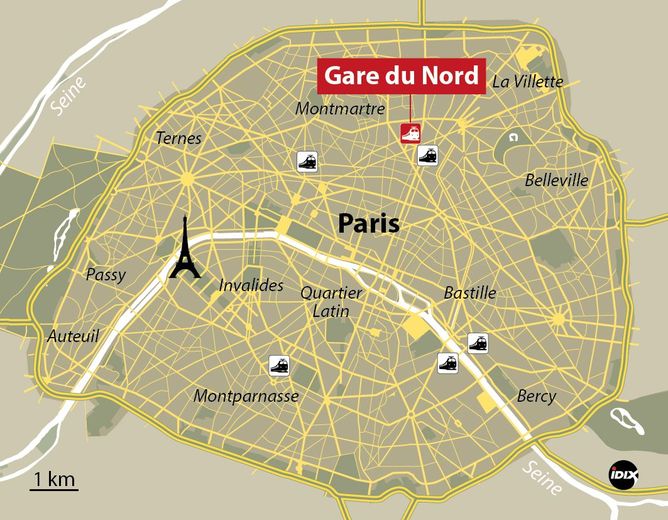 Seine
Gare du Nord
La Villette
Montmartre
Ternes
Belleville
Paris
Passy
Invalides
Quartier
Latin
Bastille
Auteuil
Montparnasse
Bercy
1 km
Seine
iDIX